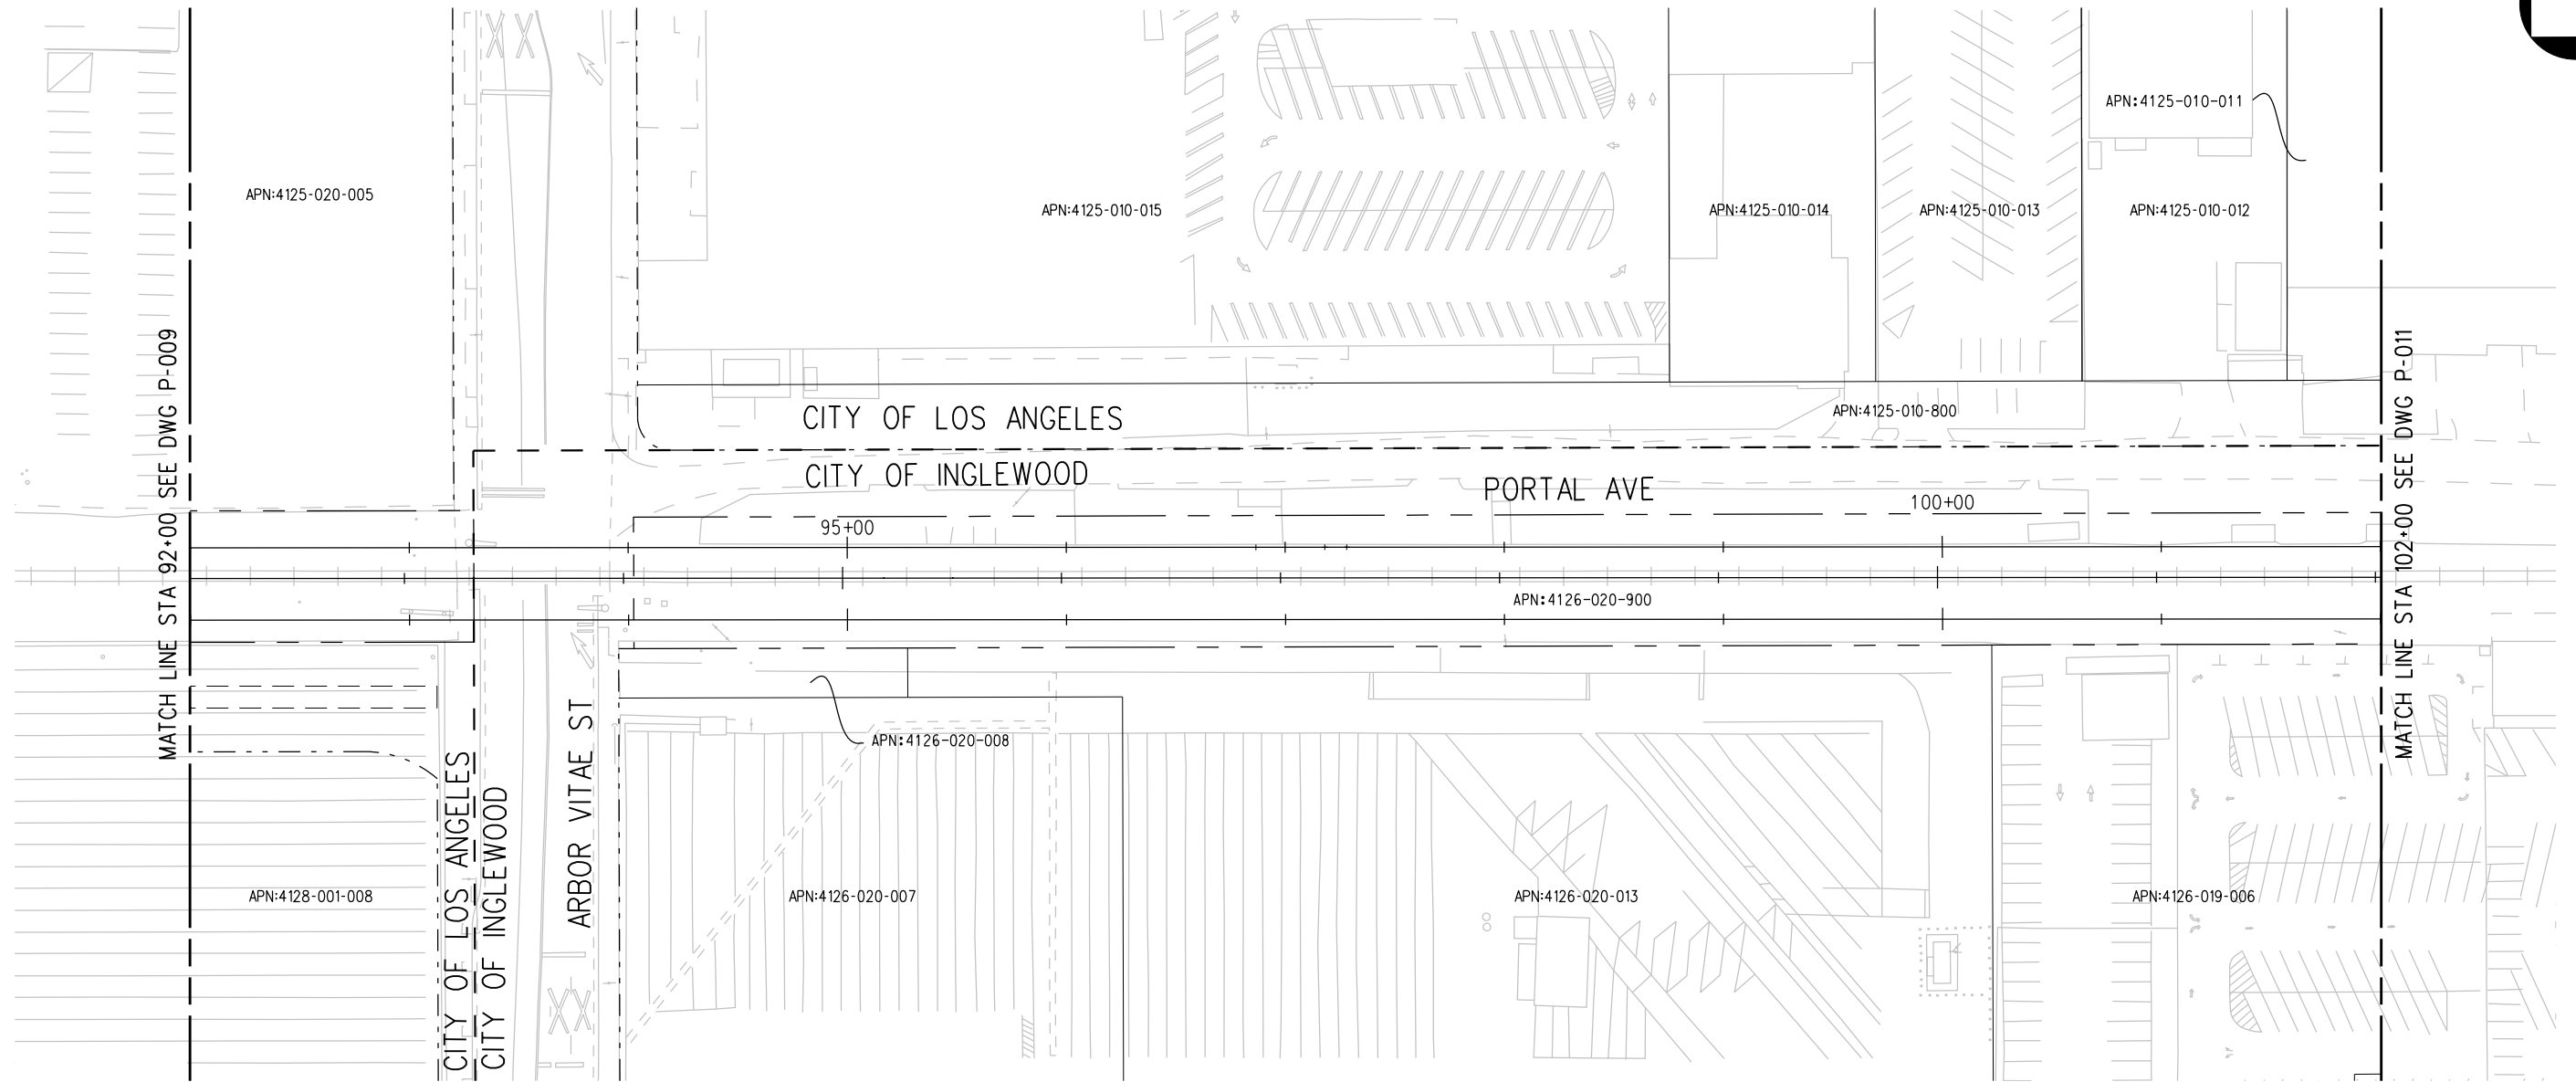 APN:4125-010-011
APN:4125-020-005
APN:4125-010-015
APN:4125-010-014
APN:4125-010-013
APN:4125-010-012
MATCH LINE STA 92+00 SEE DWG P-009
MATCH LINE STA 102+00 SEE DWG P-011
CITY OF LOS ANGELES
APN:4125-010-800
CITY OF INGLEWOOD
PORTAL AVE
95+00
100+00
APN:4126-020-900
APN:4126-020-008
CITY OF LOS ANGELES
CITY OF INGLEWOOD
ARBOR VITAE ST
APN:4128-001-008
APN:4126-020-007
APN:4126-020-013
APN:4126-019-006